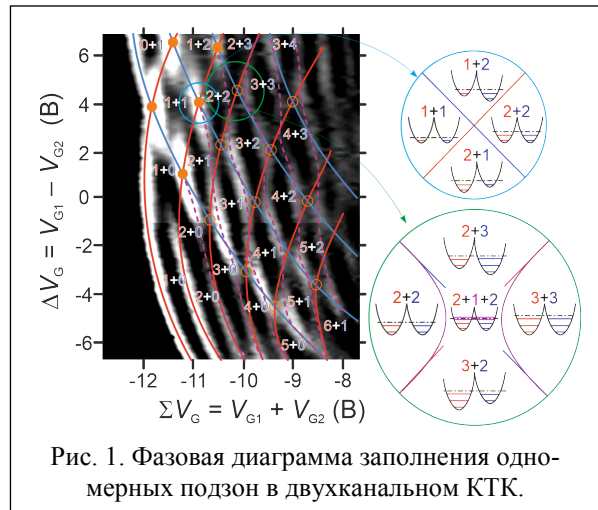 ΔV_G = V_G1 − V_G2 (В)
6
4
2
0
-2
-4
-6
0+1 1+2 2+3 3+4
3+3
1+1 2+2
3+2 4+3
1+0 2+1
3+1 4+2
2+0
3+0 4+1 5+2
1+0 2+0
4+0 5+1 6+1
5+0
-12 -11 -10 -9 -8
ΣV_G = V_G1 + V_G2 (В)
1+2
1+1 2+2
2+1
2+3
2+2 2+1+2 3+3
3+2
Рис. 1. Фазовая диаграмма заполнения одно-
мерных подзон в двухканальном КТК.